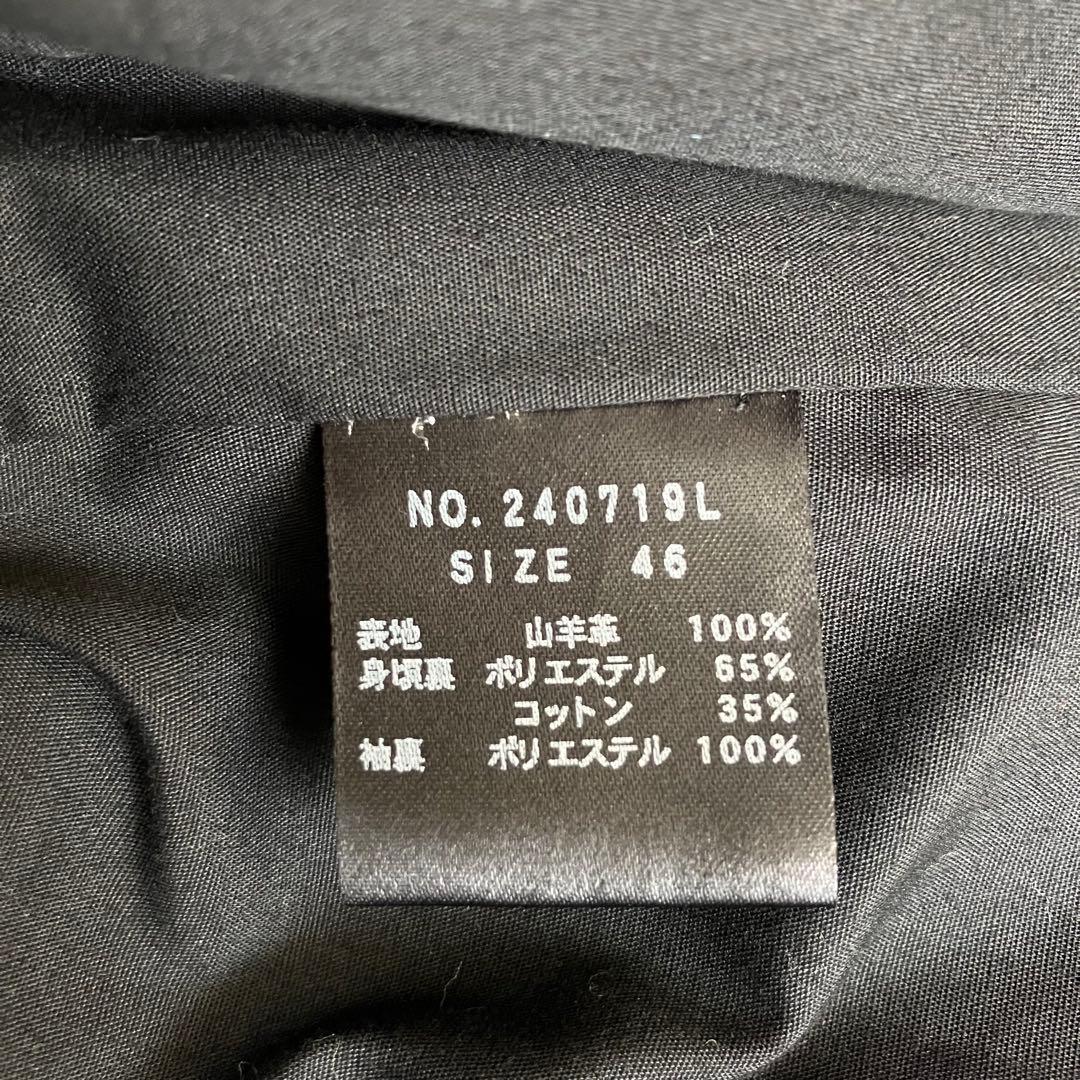 NO. 240719L
SIZE 46
表地 山羊革 100%
身頃裏 ポリエステル 65%
コットン 35%
袖裏 ポリエステル 100%